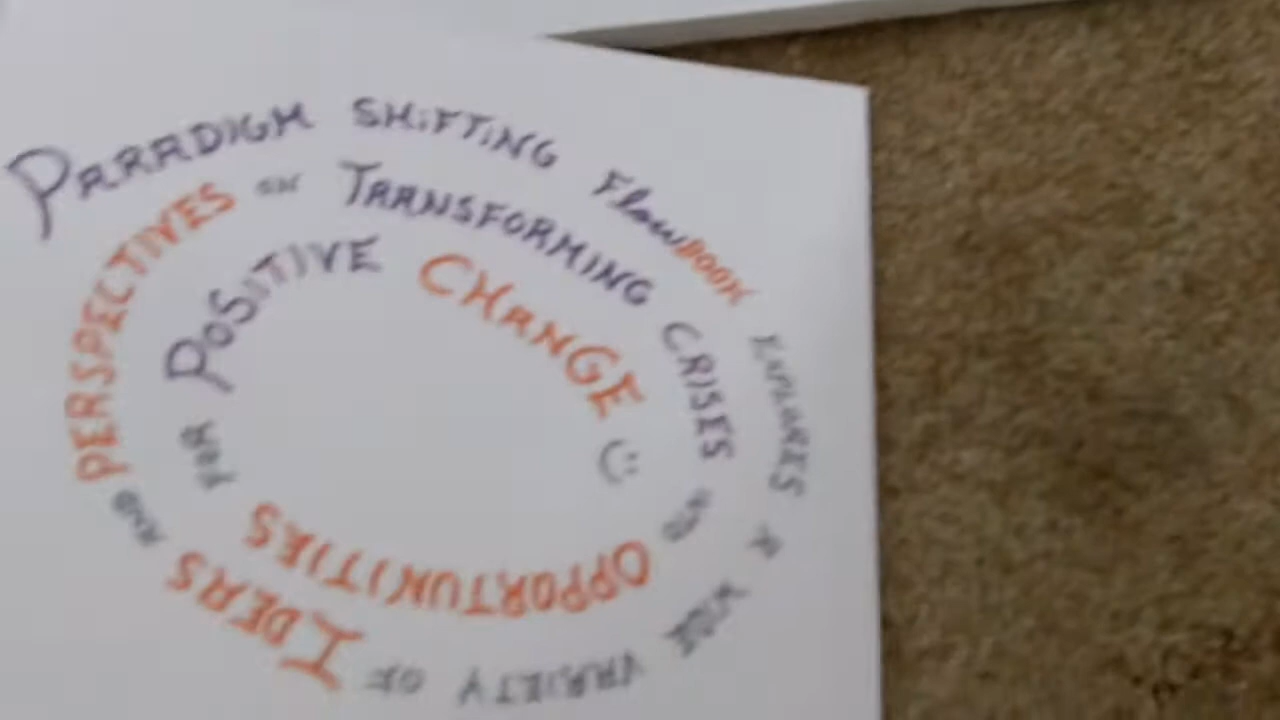 PARADIGM SHiFTiNG FlowBOOK EXPLORES A WIDE VARIETY OF IDEAS AND PERSPECTIVES ON TRANSFORMING CRISES INTO OPPORTUNITIES FOR POSITIVE CHANGE :)